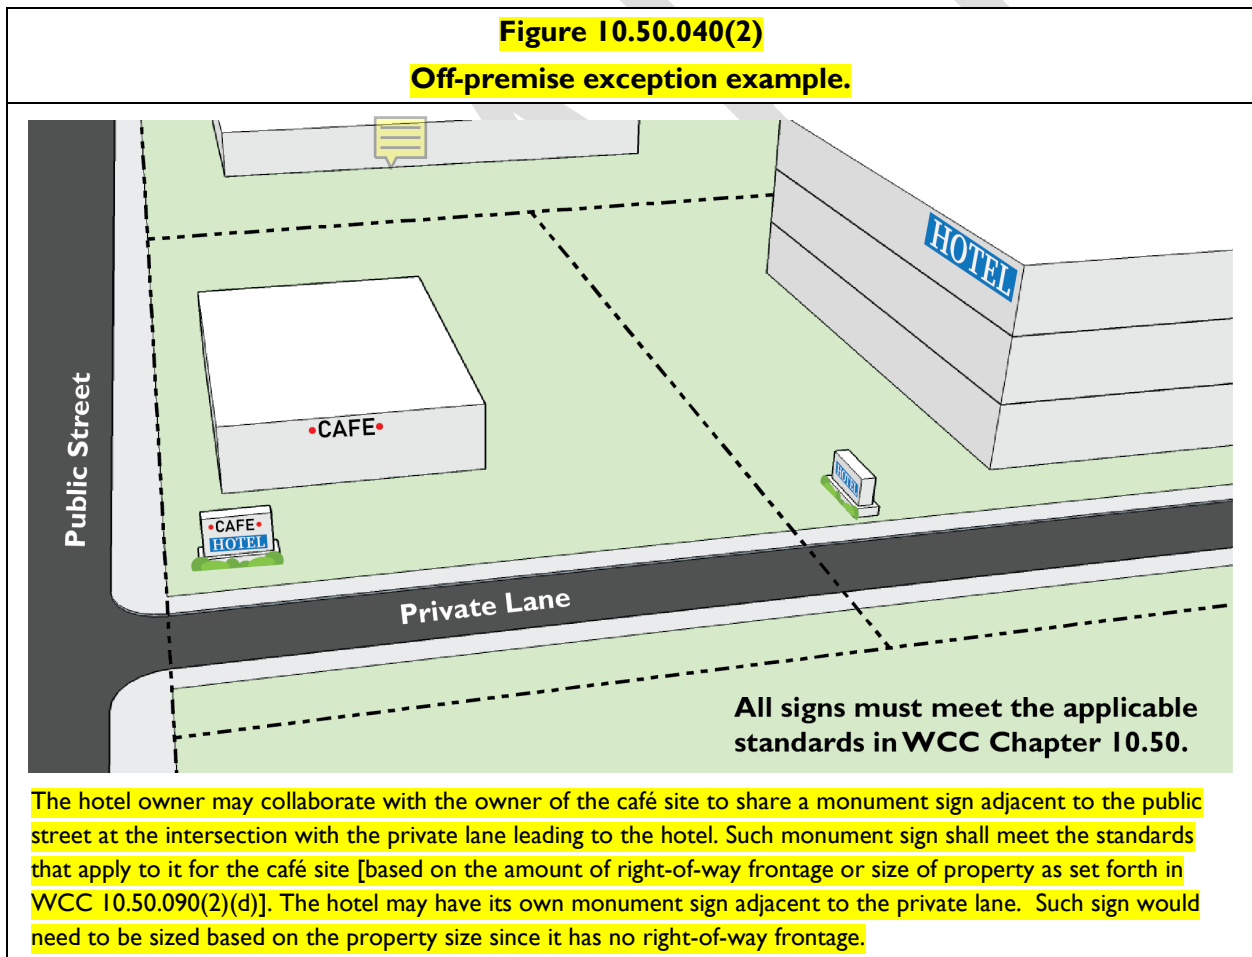 Figure 10.50.040(2)
Off-premise exception example.
HOTEL
Public Street
•CAFE•
HOTEL
•CAFE•
HOTEL
Private Lane
All signs must meet the applicable
standards in WCC Chapter 10.50.
The hotel owner may collaborate with the owner of the café site to share a monument sign adjacent to the public
street at the intersection with the private lane leading to the hotel. Such monument sign shall meet the standards
that apply to it for the café site [based on the amount of right-of-way frontage or size of property as set forth in
WCC 10.50.090(2)(d)]. The hotel may have its own monument sign adjacent to the private lane.  Such sign would
need to be sized based on the property size since it has no right-of-way frontage.